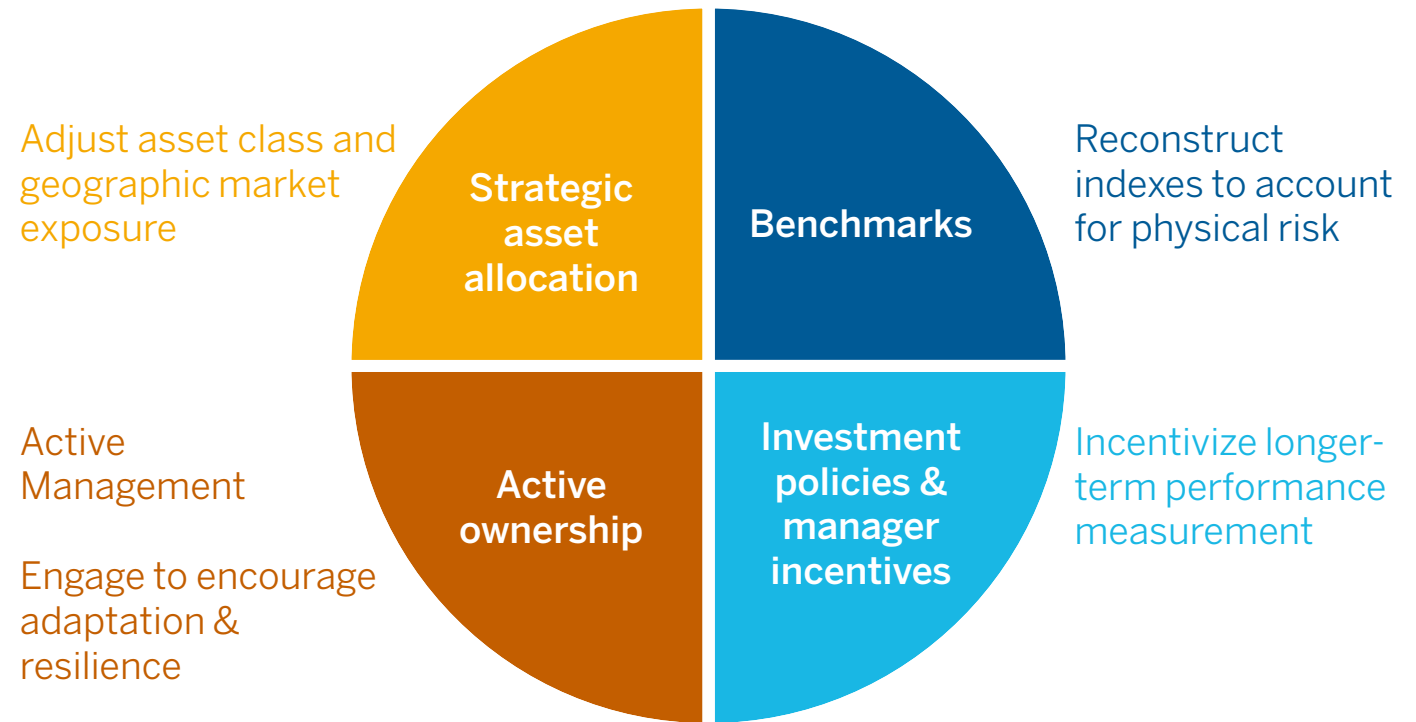 Adjust asset class and
geographic market
exposure
Strategic
asset
allocation
Benchmarks
Reconstruct
indexes to account
for physical risk
Active
Management
Engage to encourage
adaptation &
resilience
Active
ownership
Investment
policies &
manager
incentives
Incentivize longer-
term performance
measurement